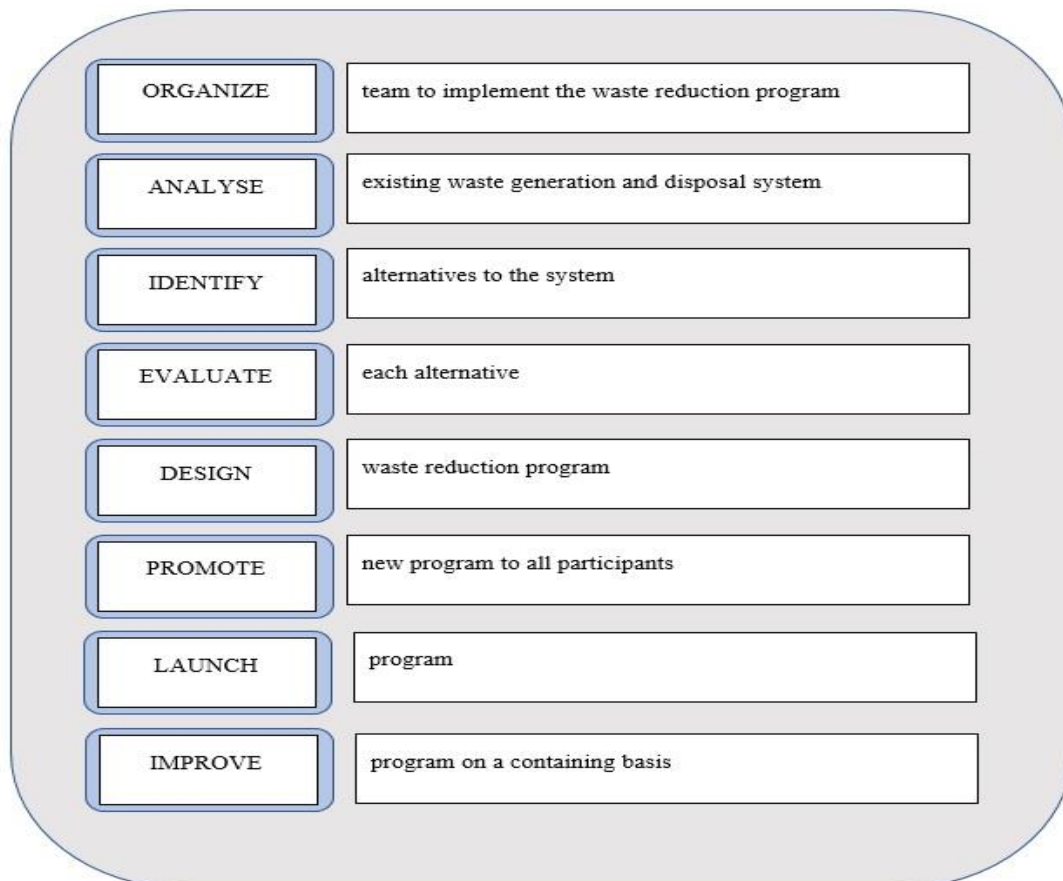 ORGANIZE team to implement the waste reduction program
ANALYSE existing waste generation and disposal system
IDENTIFY alternatives to the system
EVALUATE each alternative
DESIGN waste reduction program
PROMOTE new program to all participants
LAUNCH program
IMPROVE program on a containing basis